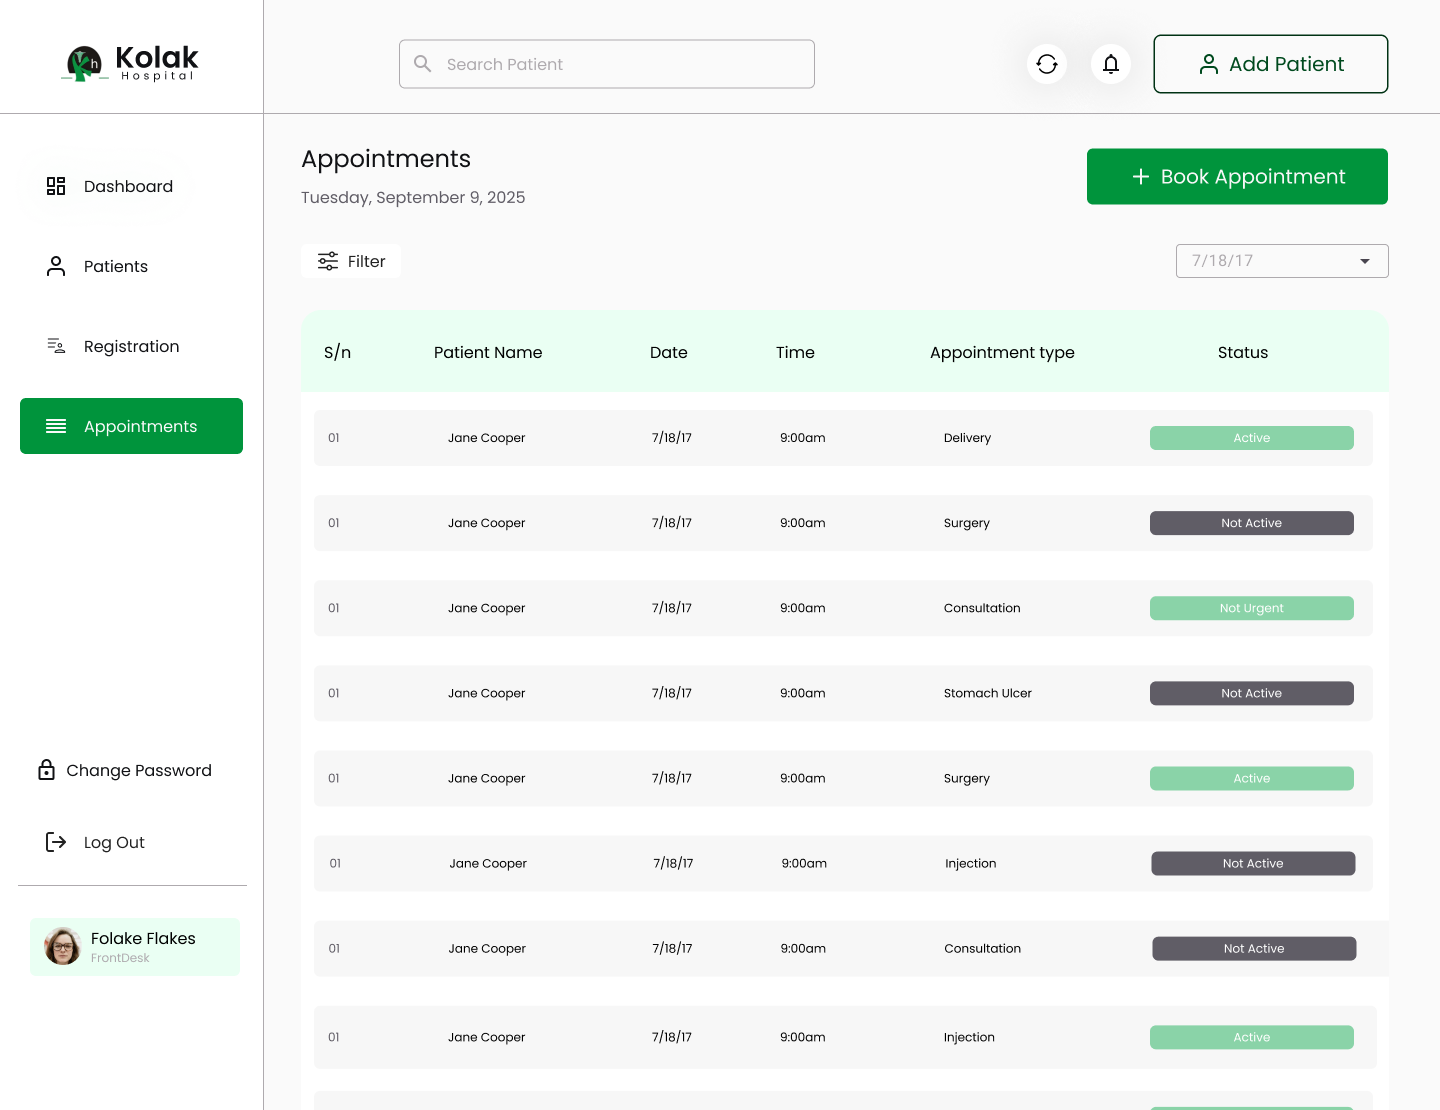 Kolak
Hospital
h
Search Patient
Add Patient
Dashboard
Patients
Registration
Appointments
Change Password
Log Out
Folake Flakes
FrontDesk
Appointments
Tuesday, September 9, 2025
+ Book Appointment
Filter
7/18/17
S/n Patient Name Date Time Appointment type Status
01 Jane Cooper 7/18/17 9:00am Delivery Active
01 Jane Cooper 7/18/17 9:00am Surgery Not Active
01 Jane Cooper 7/18/17 9:00am Consultation Not Urgent
01 Jane Cooper 7/18/17 9:00am Stomach Ulcer Not Active
01 Jane Cooper 7/18/17 9:00am Surgery Active
01 Jane Cooper 7/18/17 9:00am Injection Not Active
01 Jane Cooper 7/18/17 9:00am Consultation Not Active
01 Jane Cooper 7/18/17 9:00am Injection Active